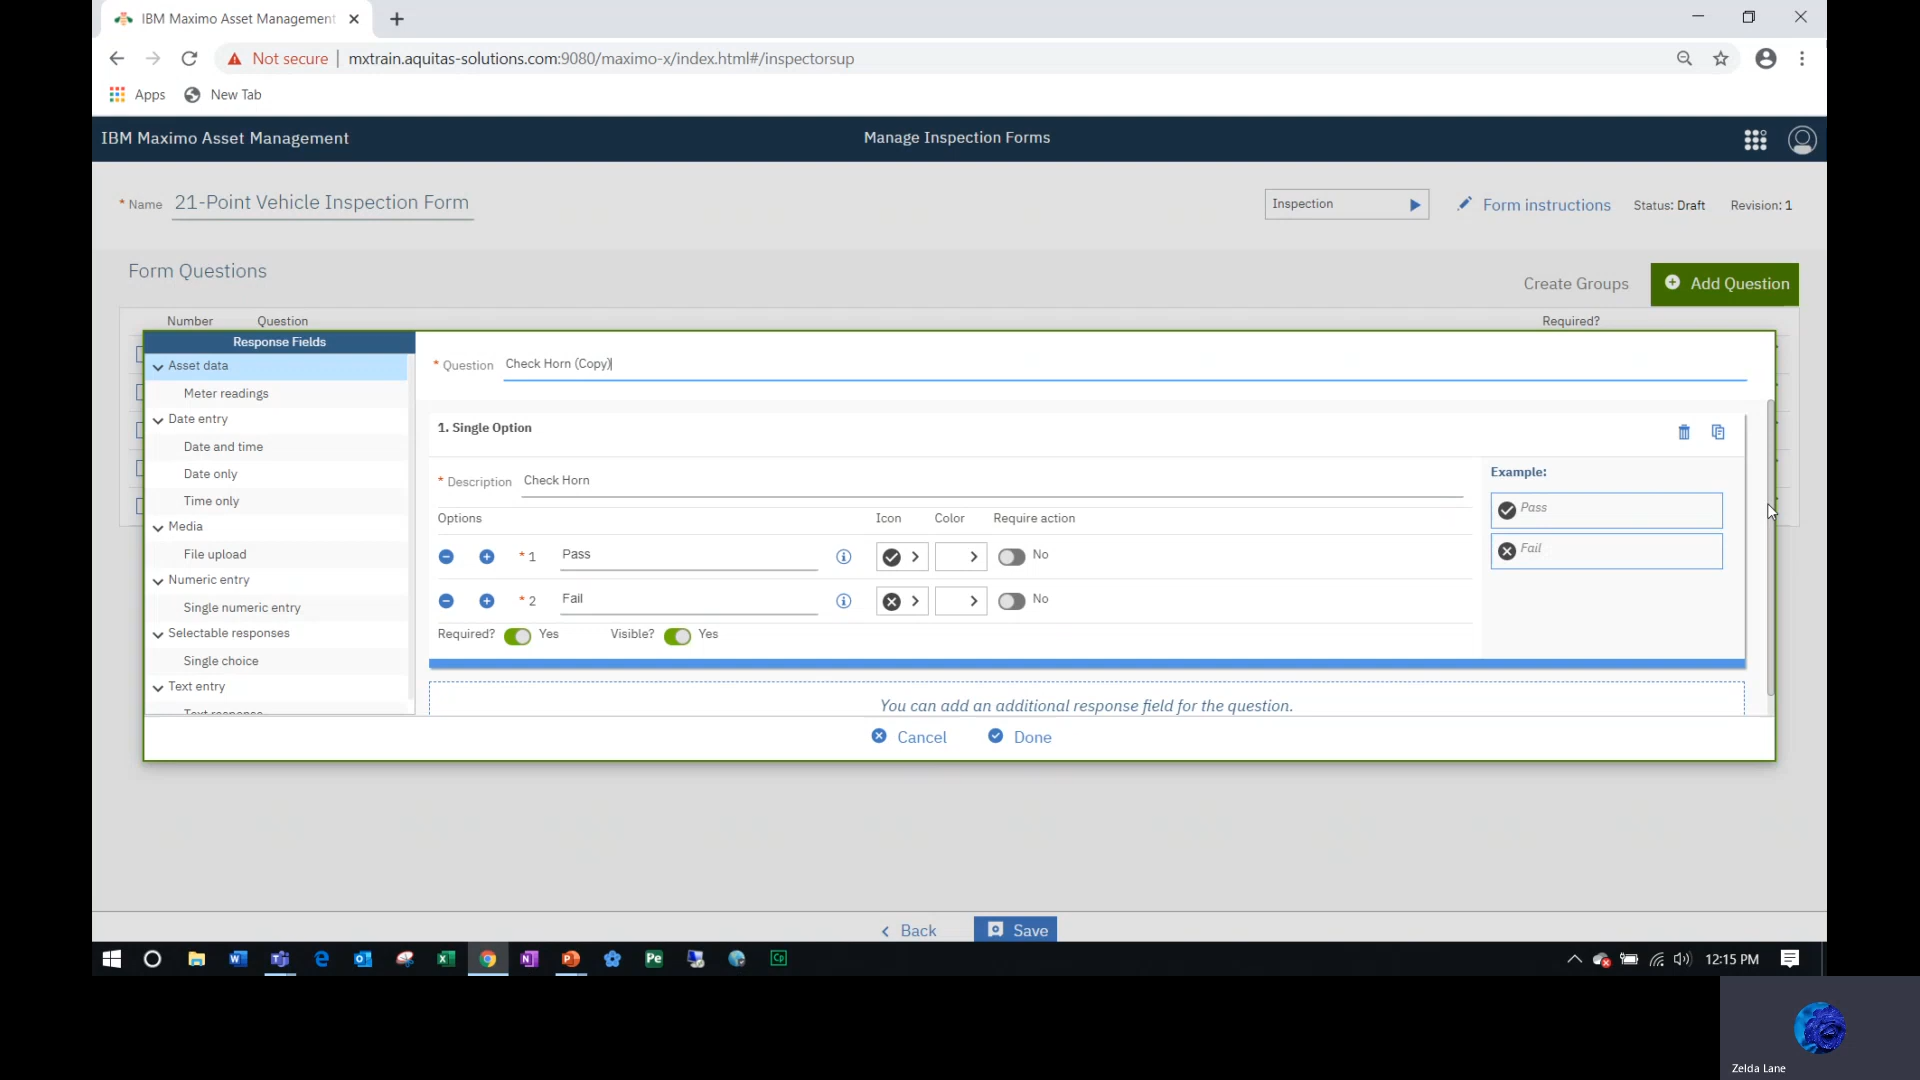 IBM Maximo Asset Management
Not secure | mxtrain.aquitas-solutions.com:9080/maximo-x/index.html#/inspectorsup
Apps New Tab
IBM Maximo Asset Management Manage Inspection Forms
* Name 21-Point Vehicle Inspection Form Inspection Form instructions Status: Draft Revision: 1
Form Questions Create Groups Add Question
Number Question Required?
Response Fields
Asset data
Meter readings
Date entry
Date and time
Date only
Time only
Media
File upload
Numeric entry
Single numeric entry
Selectable responses
Single choice
Text entry
Text response
* Question Check Horn (Copy)
1. Single Option
* Description Check Horn
Options Icon Color Require action
* 1 Pass No
* 2 Fail No
Required? Yes Visible? Yes
Example:
Pass
Fail
You can add an additional response field for the question.
Cancel Done
Back Save
12:15 PM
Zelda Lane